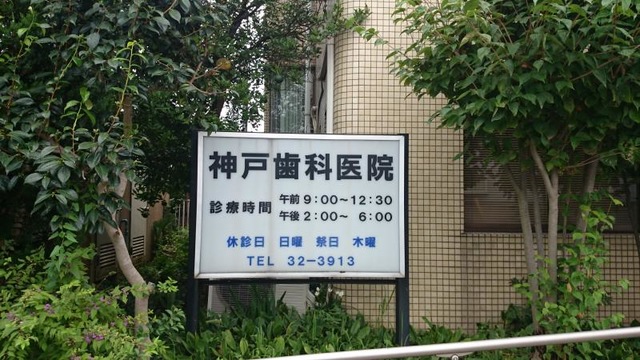 神戸歯科医院
診療時間 午前 9:00〜12:30
午後 2:00〜 6:00
休診日 日曜 祭日 木曜
TEL 32-3913